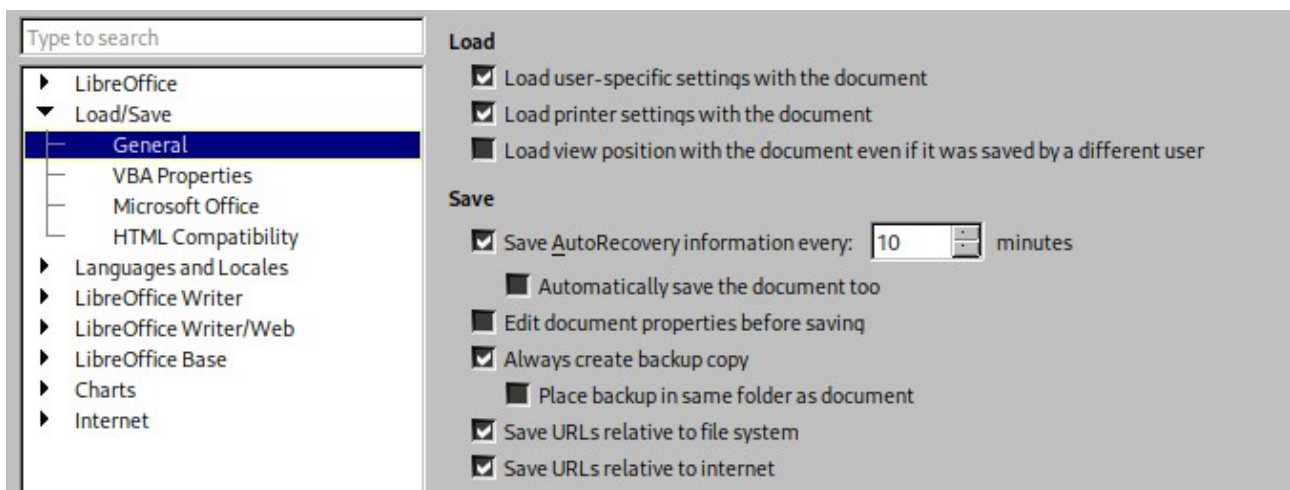 Type to search
LibreOffice
Load/Save
General
VBA Properties
Microsoft Office
HTML Compatibility
Languages and Locales
LibreOffice Writer
LibreOffice Writer/Web
LibreOffice Base
Charts
Internet
Load
Load user-specific settings with the document
Load printer settings with the document
Load view position with the document even if it was saved by a different user
Save
Save AutoRecovery information every: 10 minutes
Automatically save the document too
Edit document properties before saving
Always create backup copy
Place backup in same folder as document
Save URLs relative to file system
Save URLs relative to internet